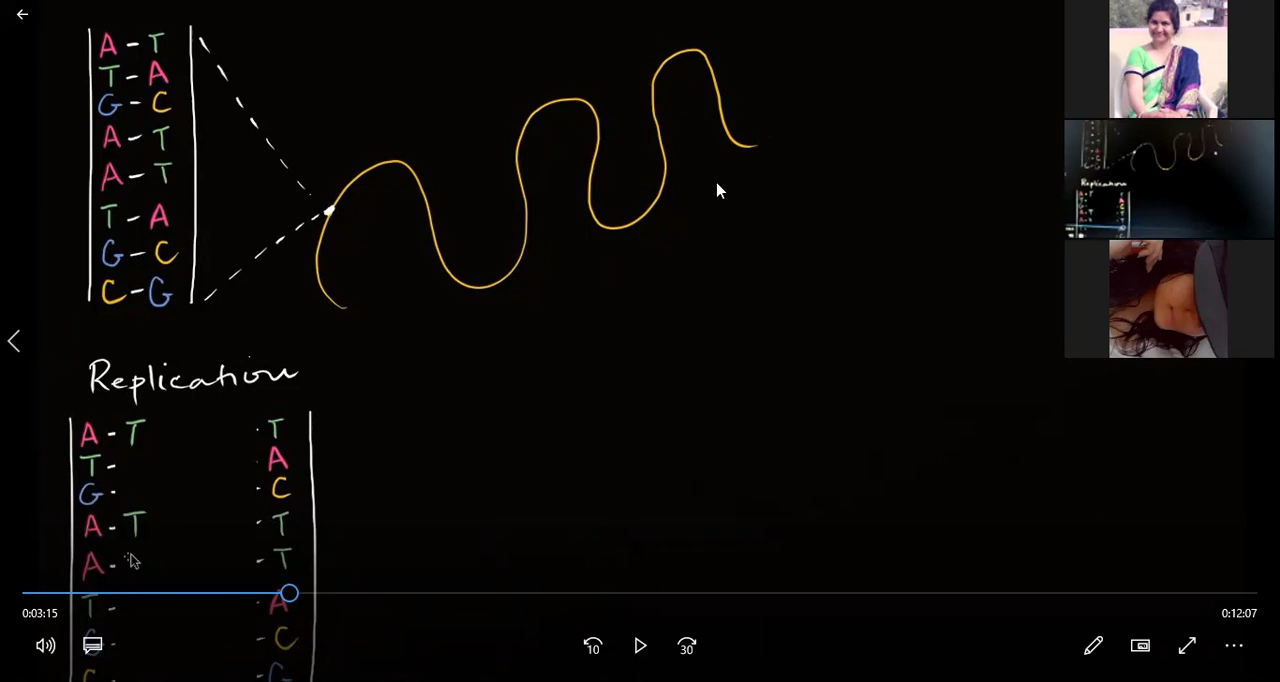 A - T
T - A
G - C
A - T
A - T
T - A
G - C
C - G
Replication
A - T · T
T - · A
G - · C
A - T · T
A - - T
T - · A
G - - C
C - - G
0:03:15
0:12:07
10
30